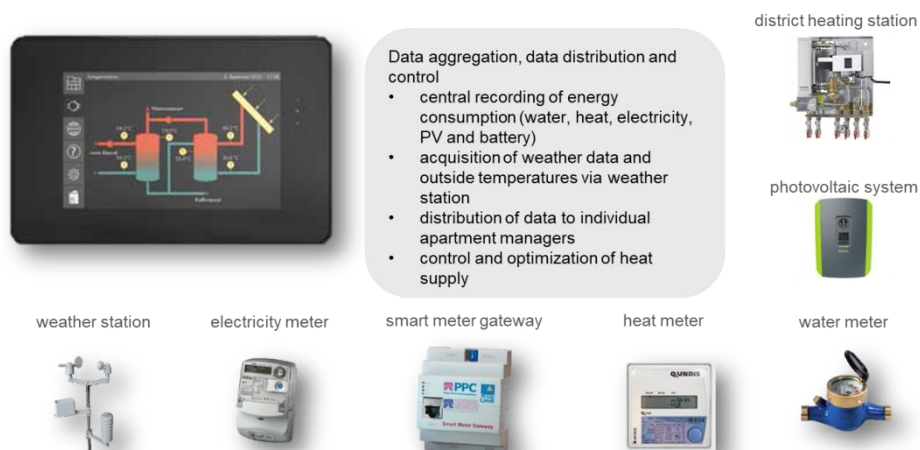 district heating station
Data aggregation, data distribution and
control
• central recording of energy
consumption (water, heat, electricity,
PV and battery)
• acquisition of weather data and
outside temperatures via weather
station
• distribution of data to individual
apartment managers
• control and optimization of heat
supply
photovoltaic system
weather station
electricity meter
smart meter gateway
heat meter
water meter
PPC
Smart Meter Gateway
QUNDIS